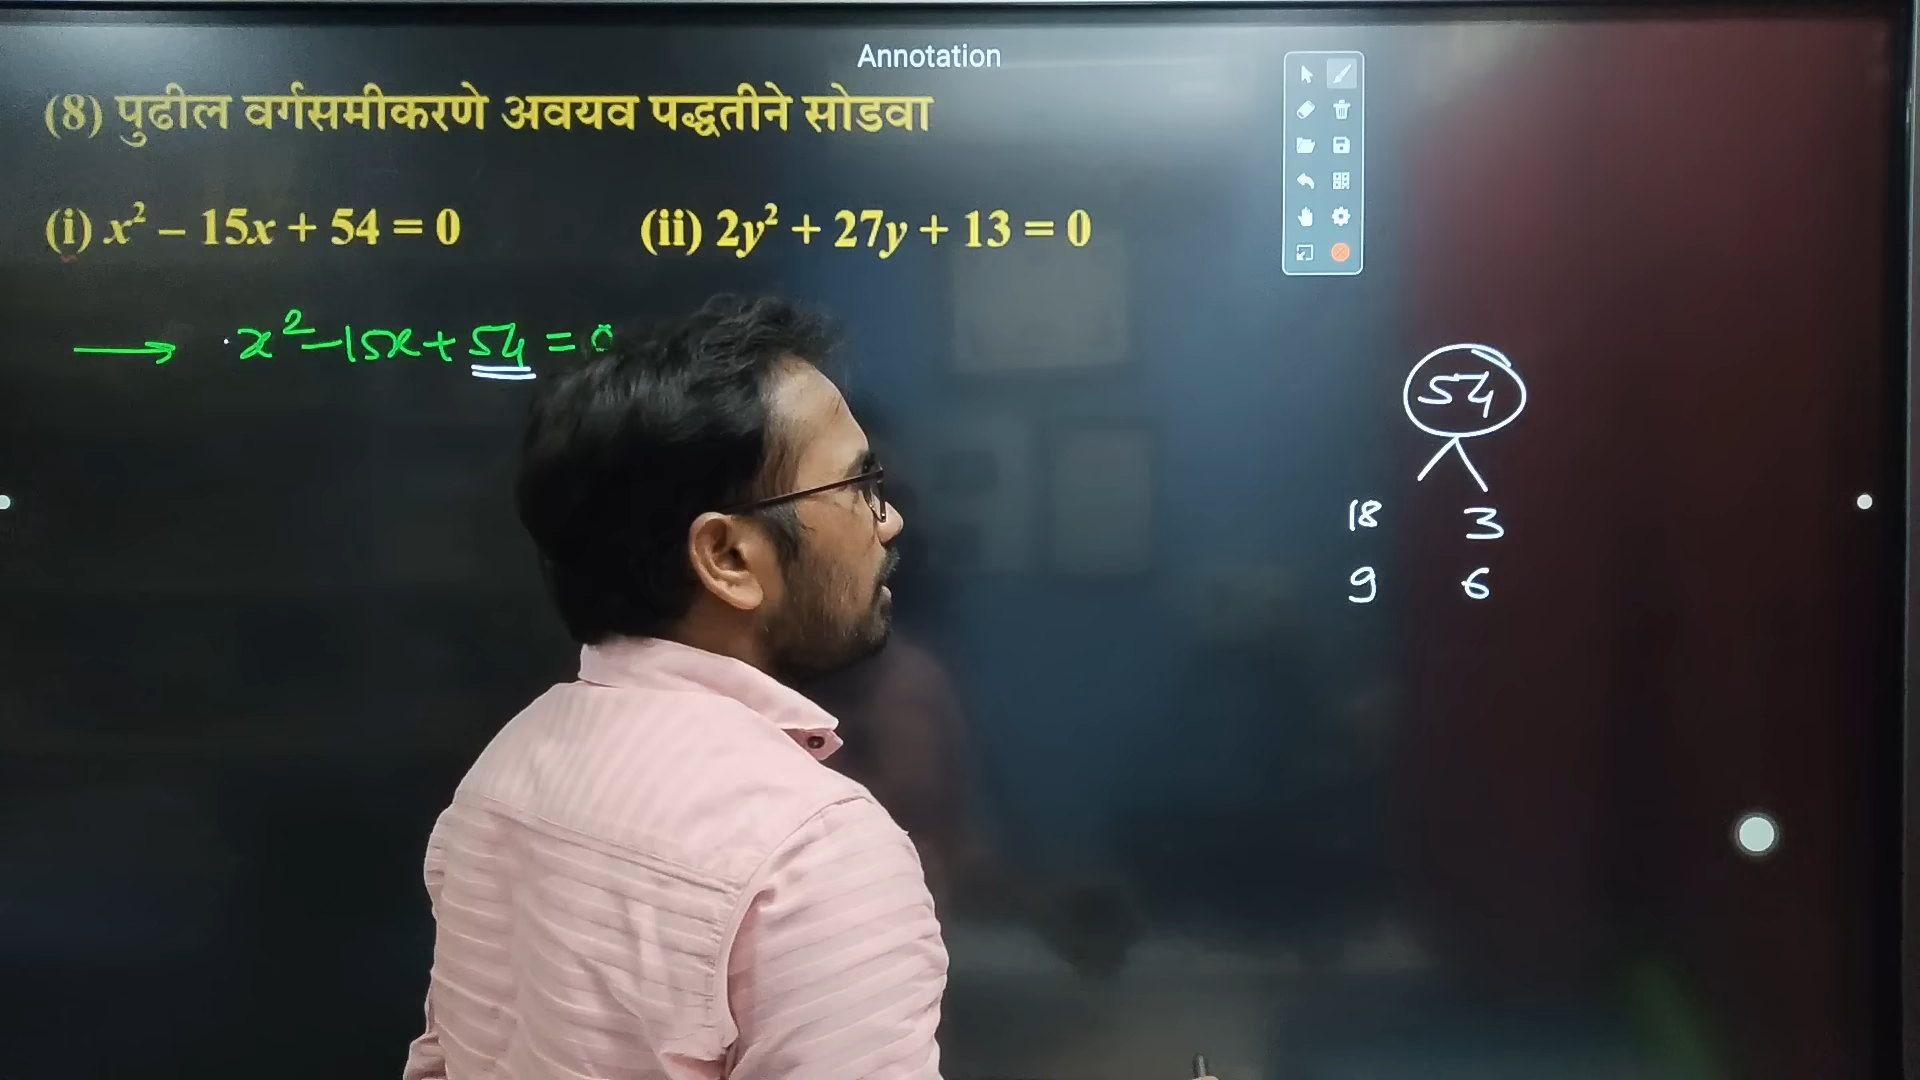 Annotation
(8) पुढील वर्गसमीकरणे अवयव पद्धतीने सोडवा
(i) x² – 15x + 54 = 0 (ii) 2y² + 27y + 13 = 0
→ x² – 15x + 54 = 0
54
18 3
9 6